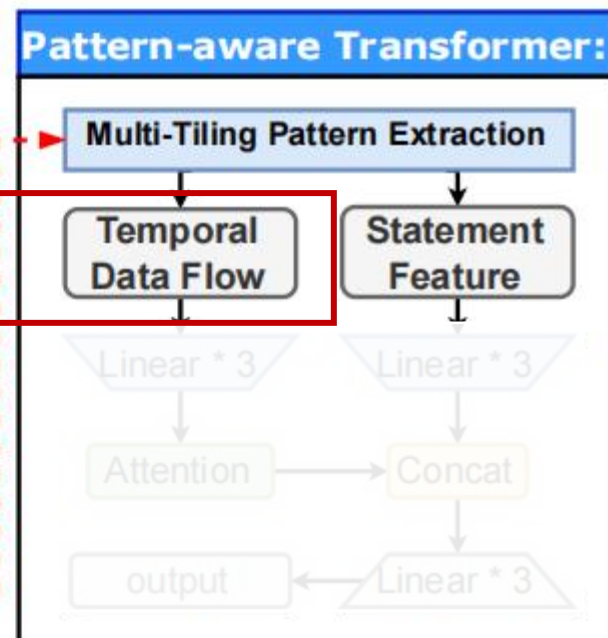 Pattern-aware Transformer:
Multi-Tiling Pattern Extraction
Temporal
Data Flow
Statement
Feature
Linear * 3
Linear * 3
Attention
Concat
output
Linear * 3